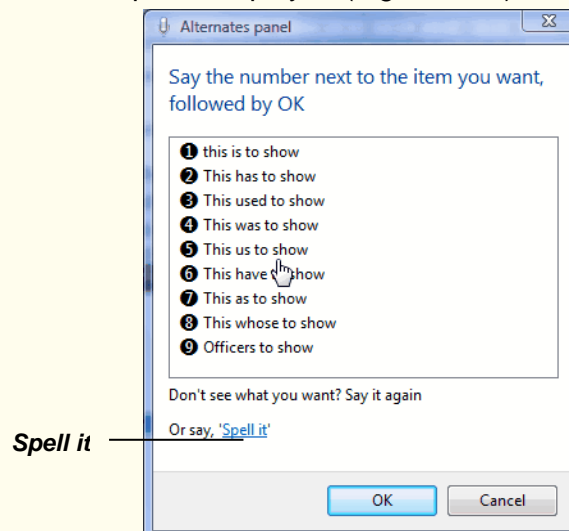 Alternates panel
Say the number next to the item you want,
followed by OK
1 this is to show
2 This has to show
3 This used to show
4 This was to show
5 This us to show
6 This have show
7 This as to show
8 This whose to show
9 Officers to show
Don't see what you want? Say it again
Or say, 'Spell it'
Spell it
OK Cancel